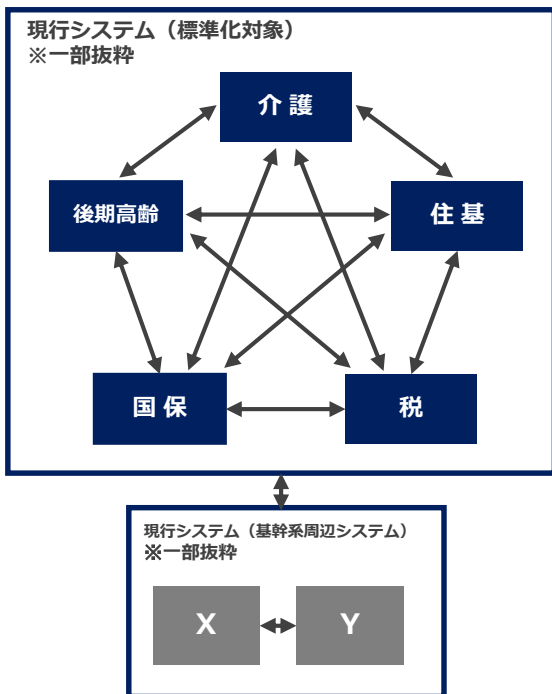 現行システム（標準化対象）
※一部抜粋
介護
後期高齢
住基
国保
税
現行システム（基幹系周辺システム）
※一部抜粋
X
Y